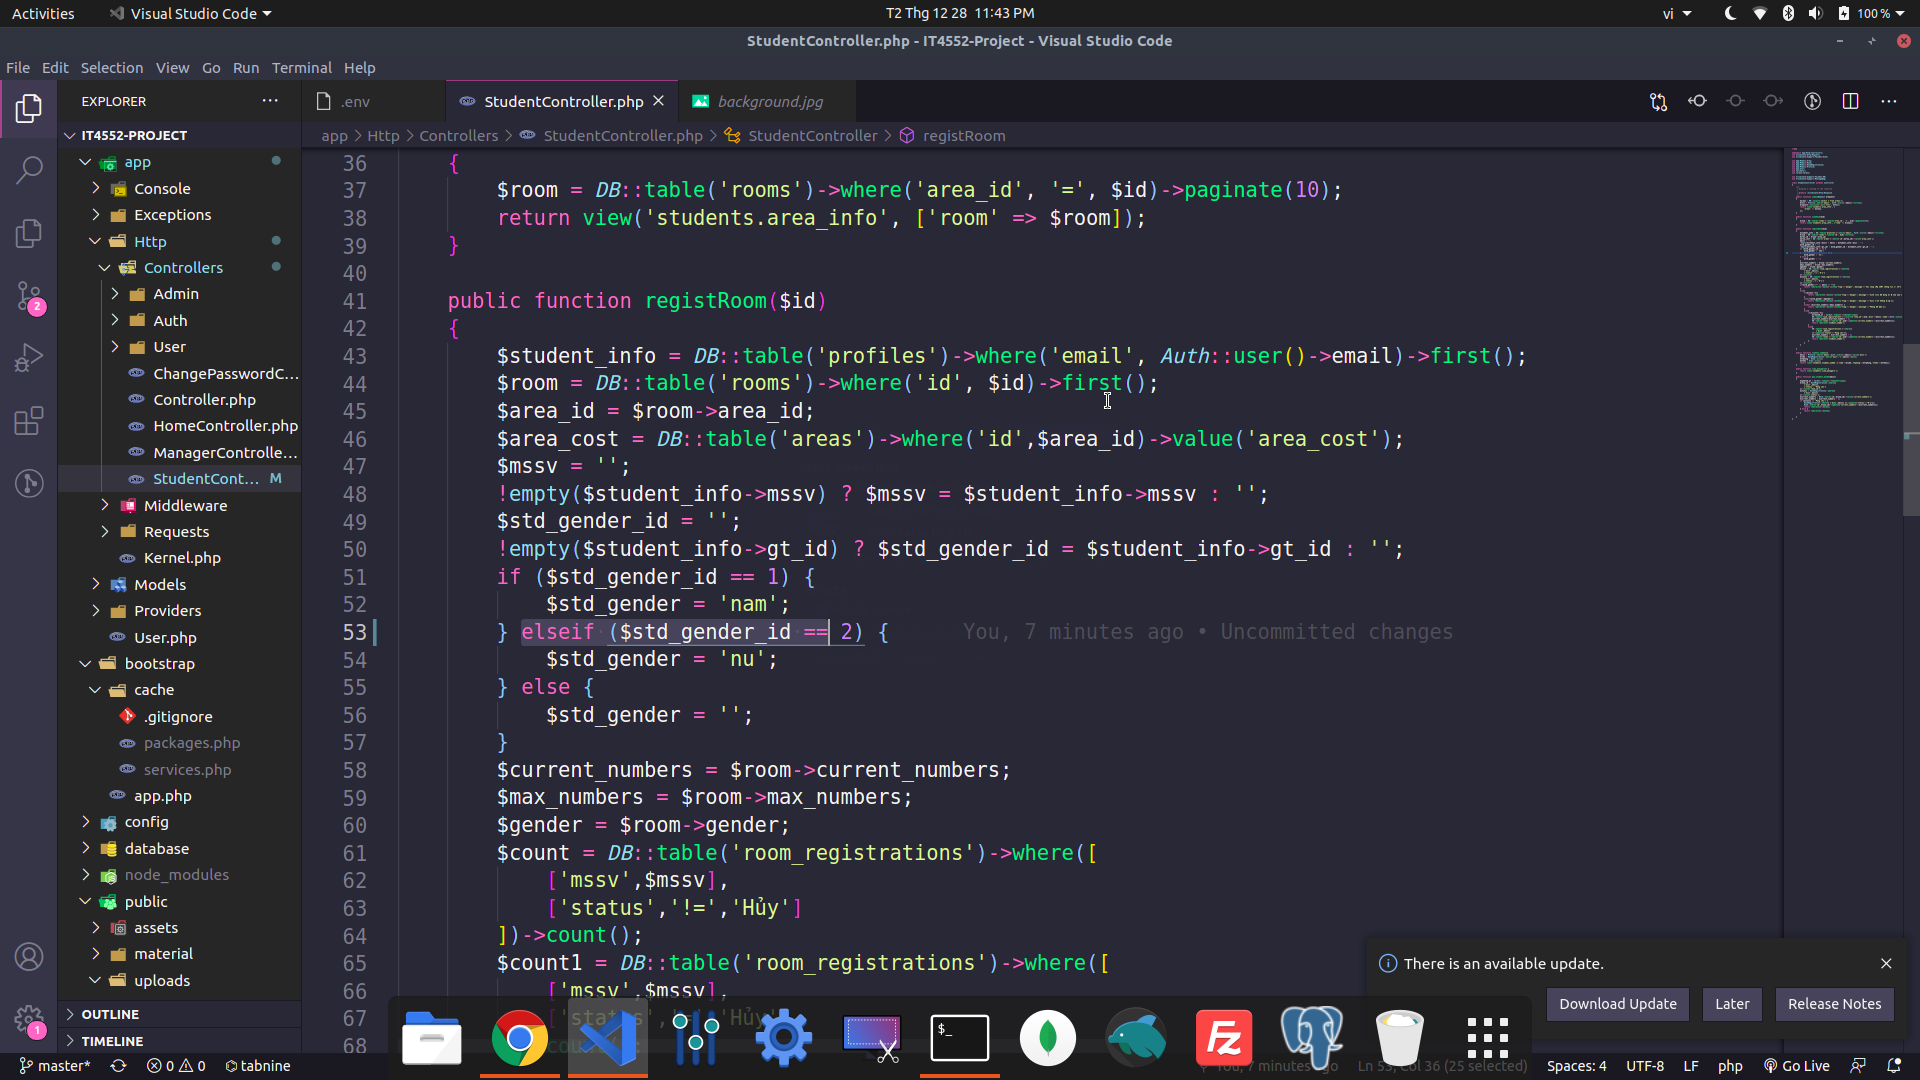 Activities
Visual Studio Code
T2 Thg 12 28 11:43 PM
vi
100 %
StudentController.php - IT4552-Project - Visual Studio Code
File Edit Selection View Go Run Terminal Help
EXPLORER
.env
StudentController.php
background.jpg
IT4552-PROJECT
app > Http > Controllers > StudentController.php > StudentController > registRoom
app
Console
Exceptions
Http
Controllers
Admin
Auth
User
ChangePasswordC...
Controller.php
HomeController.php
ManagerControlle...
StudentCont... M
Middleware
Requests
Kernel.php
Models
Providers
User.php
bootstrap
cache
.gitignore
packages.php
services.php
app.php
config
database
node_modules
public
assets
material
uploads
OUTLINE
TIMELINE
2
1
36 {
37 $room = DB::table('rooms')->where('area_id', '=', $id)->paginate(10);
38 return view('students.area_info', ['room' => $room]);
39 }
40
41 public function registRoom($id)
42 {
43 $student_info = DB::table('profiles')->where('email', Auth::user()->email)->first();
44 $room = DB::table('rooms')->where('id', $id)->first();
45 $area_id = $room->area_id;
46 $area_cost = DB::table('areas')->where('id',$area_id)->value('area_cost');
47 $mssv = '';
48 !empty($student_info->mssv) ? $mssv = $student_info->mssv : '';
49 $std_gender_id = '';
50 !empty($student_info->gt_id) ? $std_gender_id = $student_info->gt_id : '';
51 if ($std_gender_id == 1) {
52 $std_gender = 'nam';
53 } elseif ($std_gender_id == 2) { You, 7 minutes ago • Uncommitted changes
54 $std_gender = 'nu';
55 } else {
56 $std_gender = '';
57 }
58 $current_numbers = $room->current_numbers;
59 $max_numbers = $room->max_numbers;
60 $gender = $room->gender;
61 $count = DB::table('room_registrations')->where([
62 ['mssv',$mssv],
63 ['status','!=','Hủy']
64 ])->count();
65 $count1 = DB::table('room_registrations')->where([
66 ['mssv',$mssv],
67 ['status','!=','Hủy']
68
There is an available update.
Download Update
Later
Release Notes
$_
master*
0 0
tabnine
You, 7 minutes ago
Ln 53, Col 36 (25 selected)
Spaces: 4
UTF-8
LF
php
Go Live